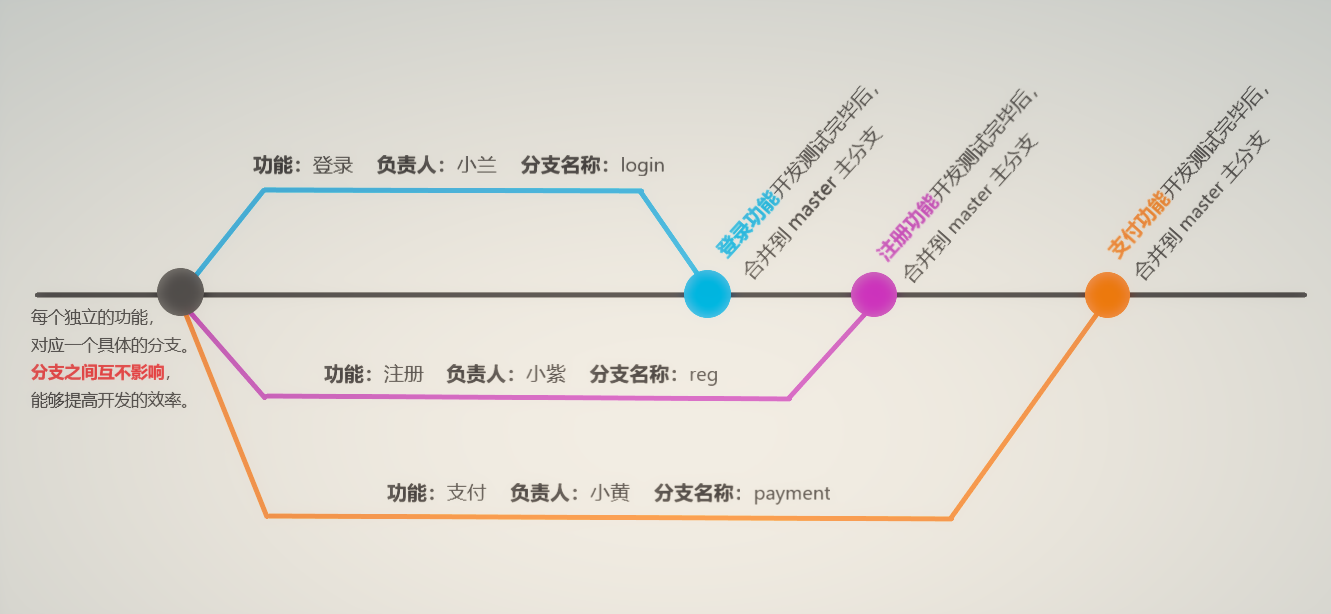 功能：登录 负责人：小兰 分支名称：login
登录功能开发测试完毕后，
合并到 master 主分支
注册功能开发测试完毕后，
合并到 master 主分支
支付功能开发测试完毕后，
合并到 master 主分支
每个独立的功能，
对应一个具体的分支。
分支之间互不影响，
能够提高开发的效率。
功能：注册 负责人：小紫 分支名称：reg
功能：支付 负责人：小黄 分支名称：payment